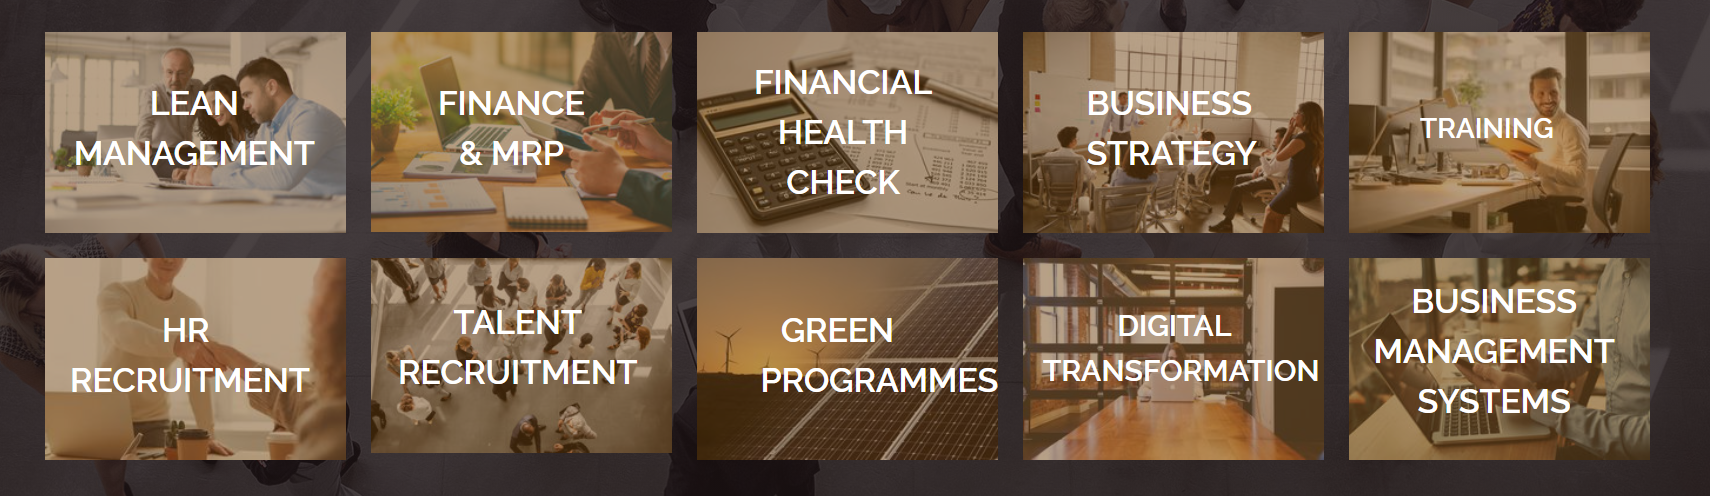 LEAN
MANAGEMENT
FINANCE
& MRP
FINANCIAL
HEALTH
CHECK
BUSINESS
STRATEGY
TRAINING
HR
RECRUITMENT
TALENT
RECRUITMENT
GREEN
PROGRAMMES
DIGITAL
TRANSFORMATION
BUSINESS
MANAGEMENT
SYSTEMS